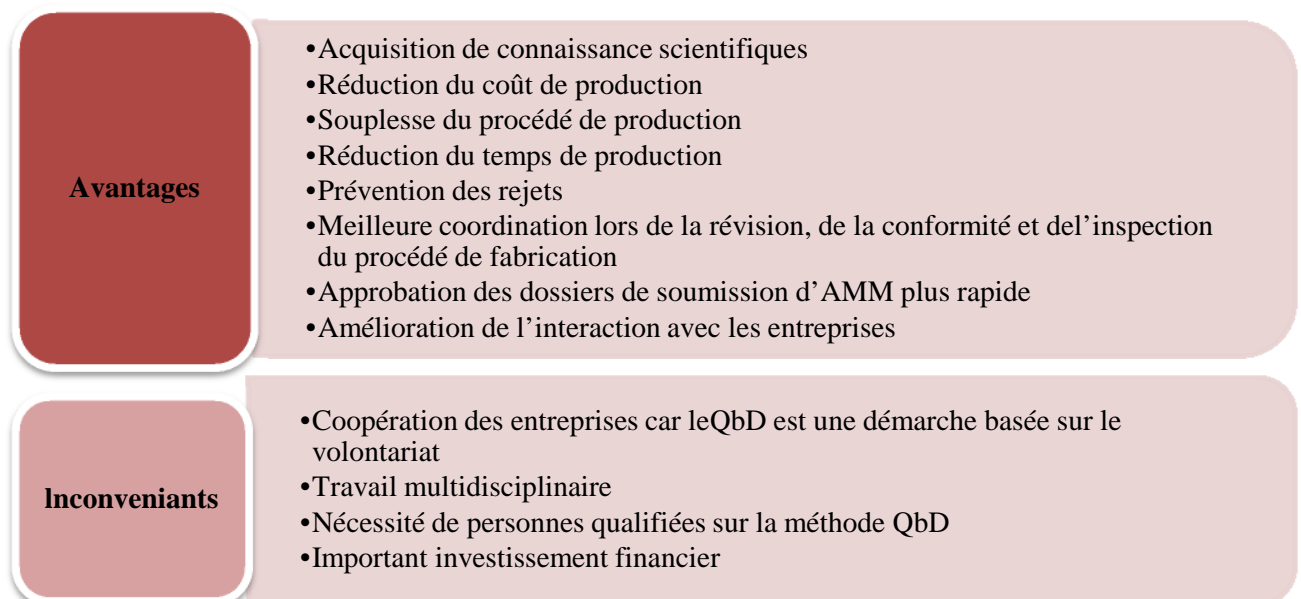 Avantages
•Acquisition de connaissance scientifiques
•Réduction du coût de production
•Souplesse du procédé de production
•Réduction du temps de production
•Prévention des rejets
•Meilleure coordination lors de la révision, de la conformité et del’inspection
du procédé de fabrication
•Approbation des dossiers de soumission d’AMM plus rapide
•Amélioration de l’interaction avec les entreprises
Inconveniants
•Coopération des entreprises car leQbD est une démarche basée sur le
volontariat
•Travail multidisciplinaire
•Nécessité de personnes qualifiées sur la méthode QbD
•Important investissement financier